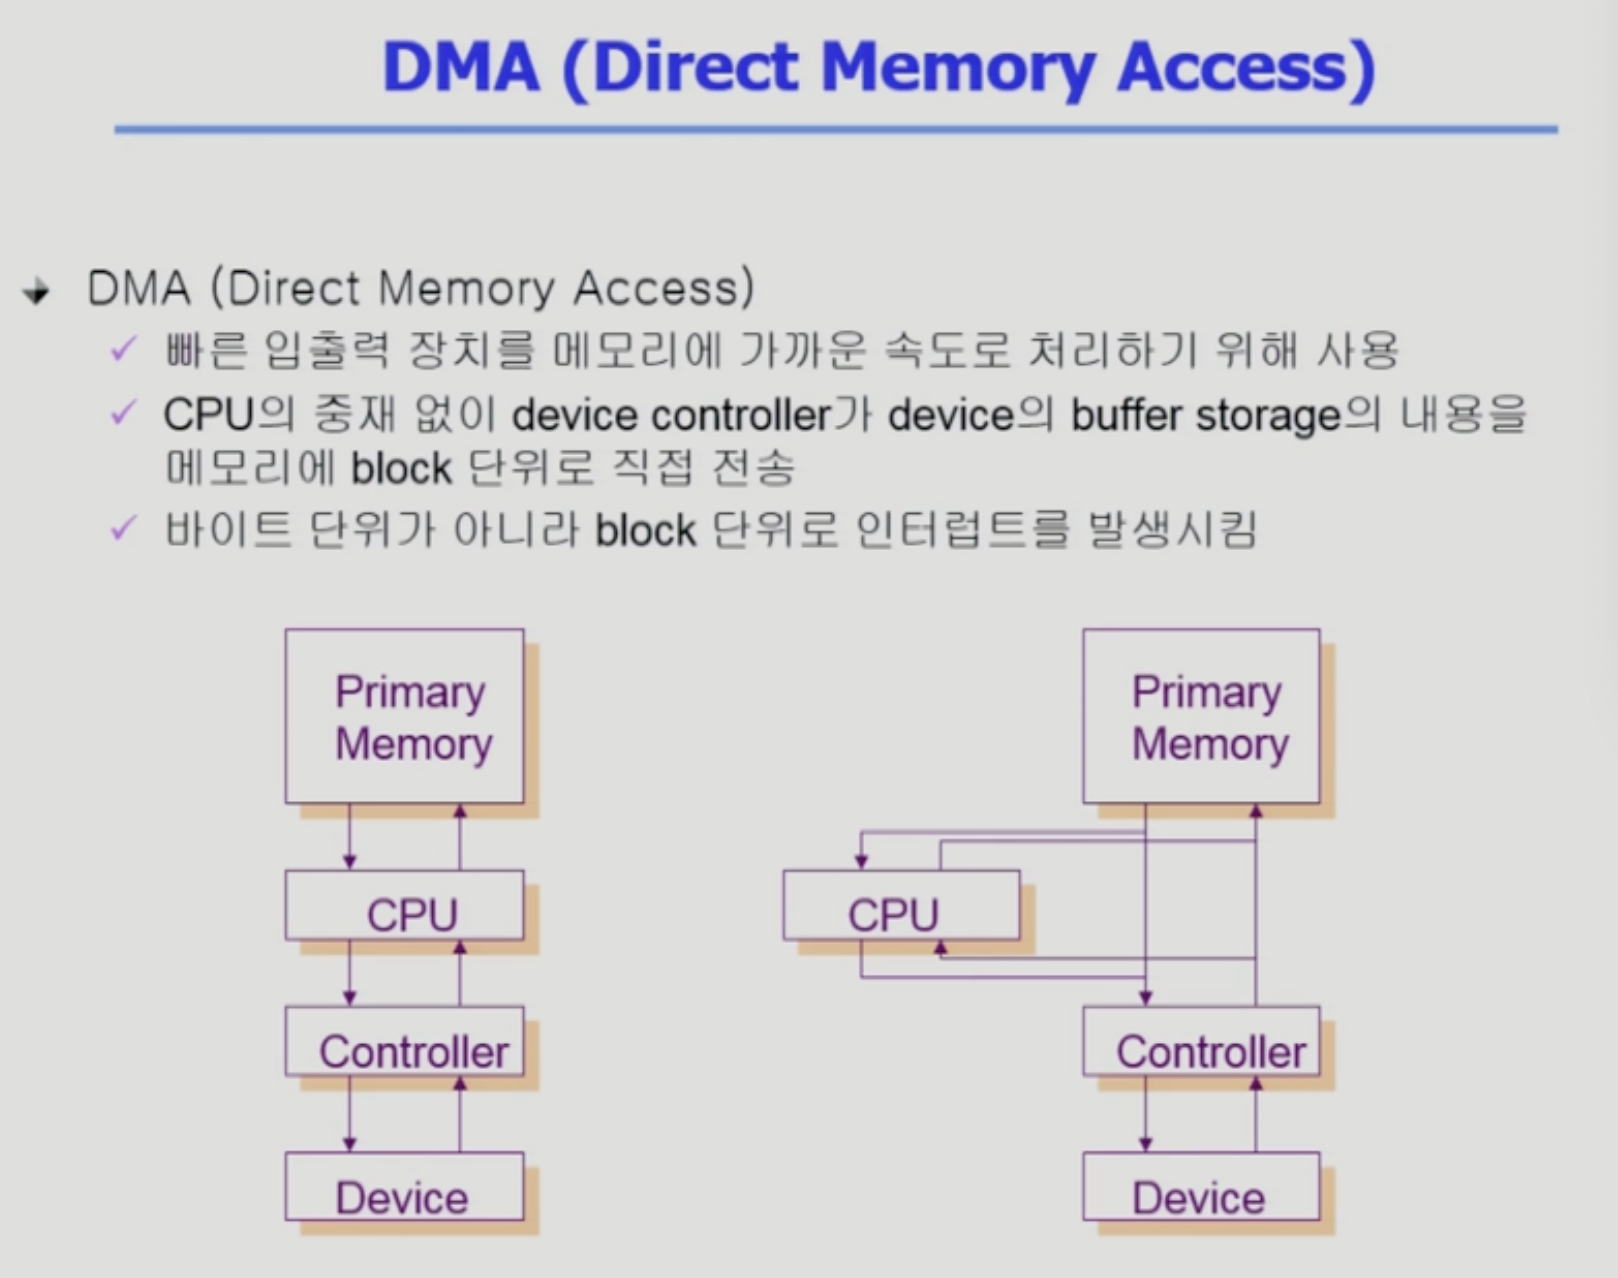 DMA (Direct Memory Access)
DMA (Direct Memory Access)
빠른 입출력 장치를 메모리에 가까운 속도로 처리하기 위해 사용
CPU의 중재 없이 device controller가 device의 buffer storage의 내용을
메모리에 block 단위로 직접 전송
바이트 단위가 아니라 block 단위로 인터럽트를 발생시킴
Primary
Memory
CPU
Controller
Device
Primary
Memory
CPU
Controller
Device